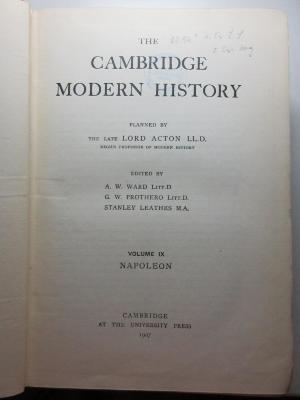 THE
CAMBRIDGE
MODERN HISTORY
PLANNED BY
THE LATE LORD ACTON LL.D.
REGIUS PROFESSOR OF MODERN HISTORY
EDITED BY
A. W. WARD LITT.D.
G. W. PROTHERO LITT.D.
STANLEY LEATHES M.A.
VOLUME IX
NAPOLEON
CAMBRIDGE
AT THE UNIVERSITY PRESS
1907